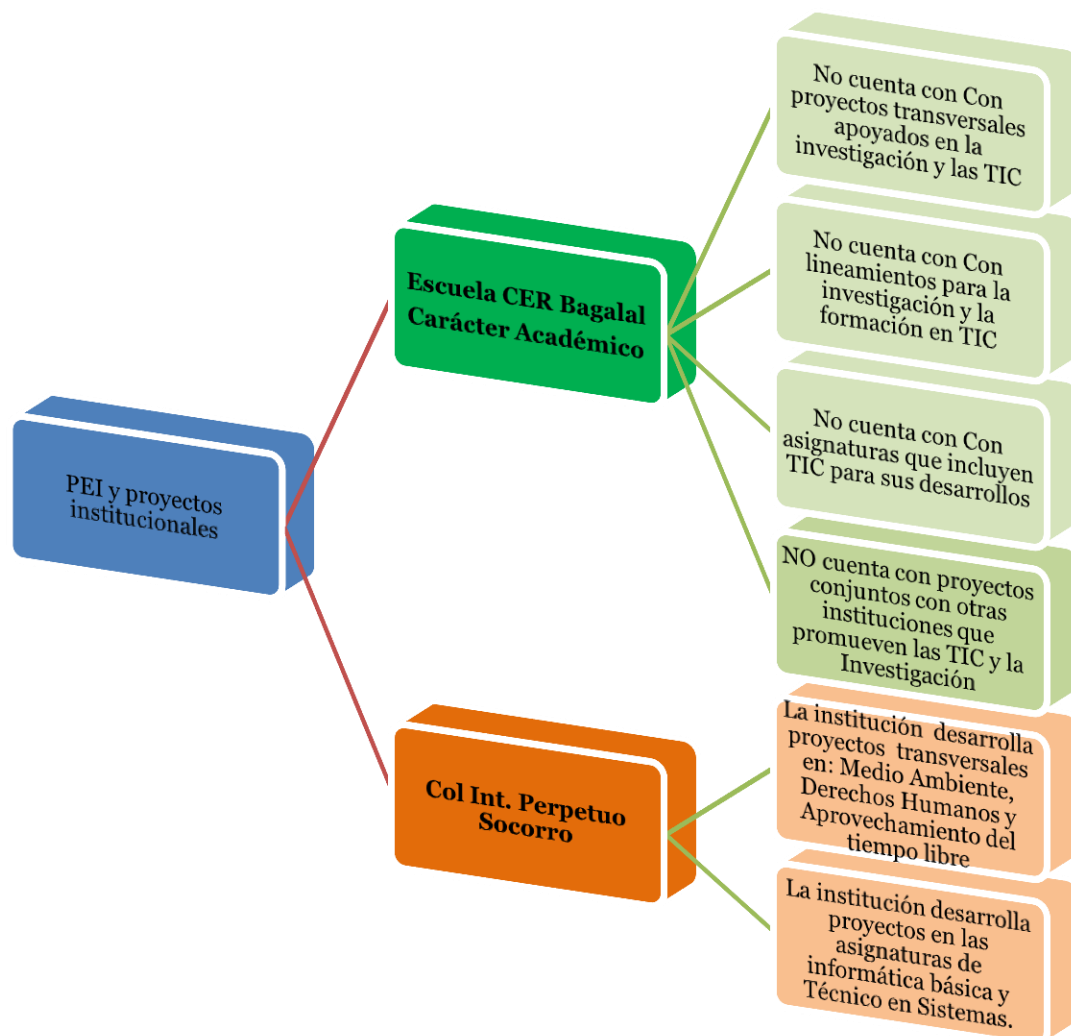 PEI y proyectos
institucionales
Escuela CER Bagalal
Carácter Académico
No cuenta con Con
proyectos transversales
apoyados en la
investigación y las TIC
No cuenta con Con
lineamientos para la
investigación y la
formación en TIC
No cuenta con Con
asignaturas que incluyen
TIC para sus desarrollos
NO cuenta con proyectos
conjuntos con otras
instituciones que
promueven las TIC y la
Investigación
Col Int. Perpetuo
Socorro
La institución desarrolla
proyectos transversales
en: Medio Ambiente,
Derechos Humanos y
Aprovechamiento del
tiempo libre
La institución desarrolla
proyectos en las
asignaturas de
informática básica y
Técnico en Sistemas.